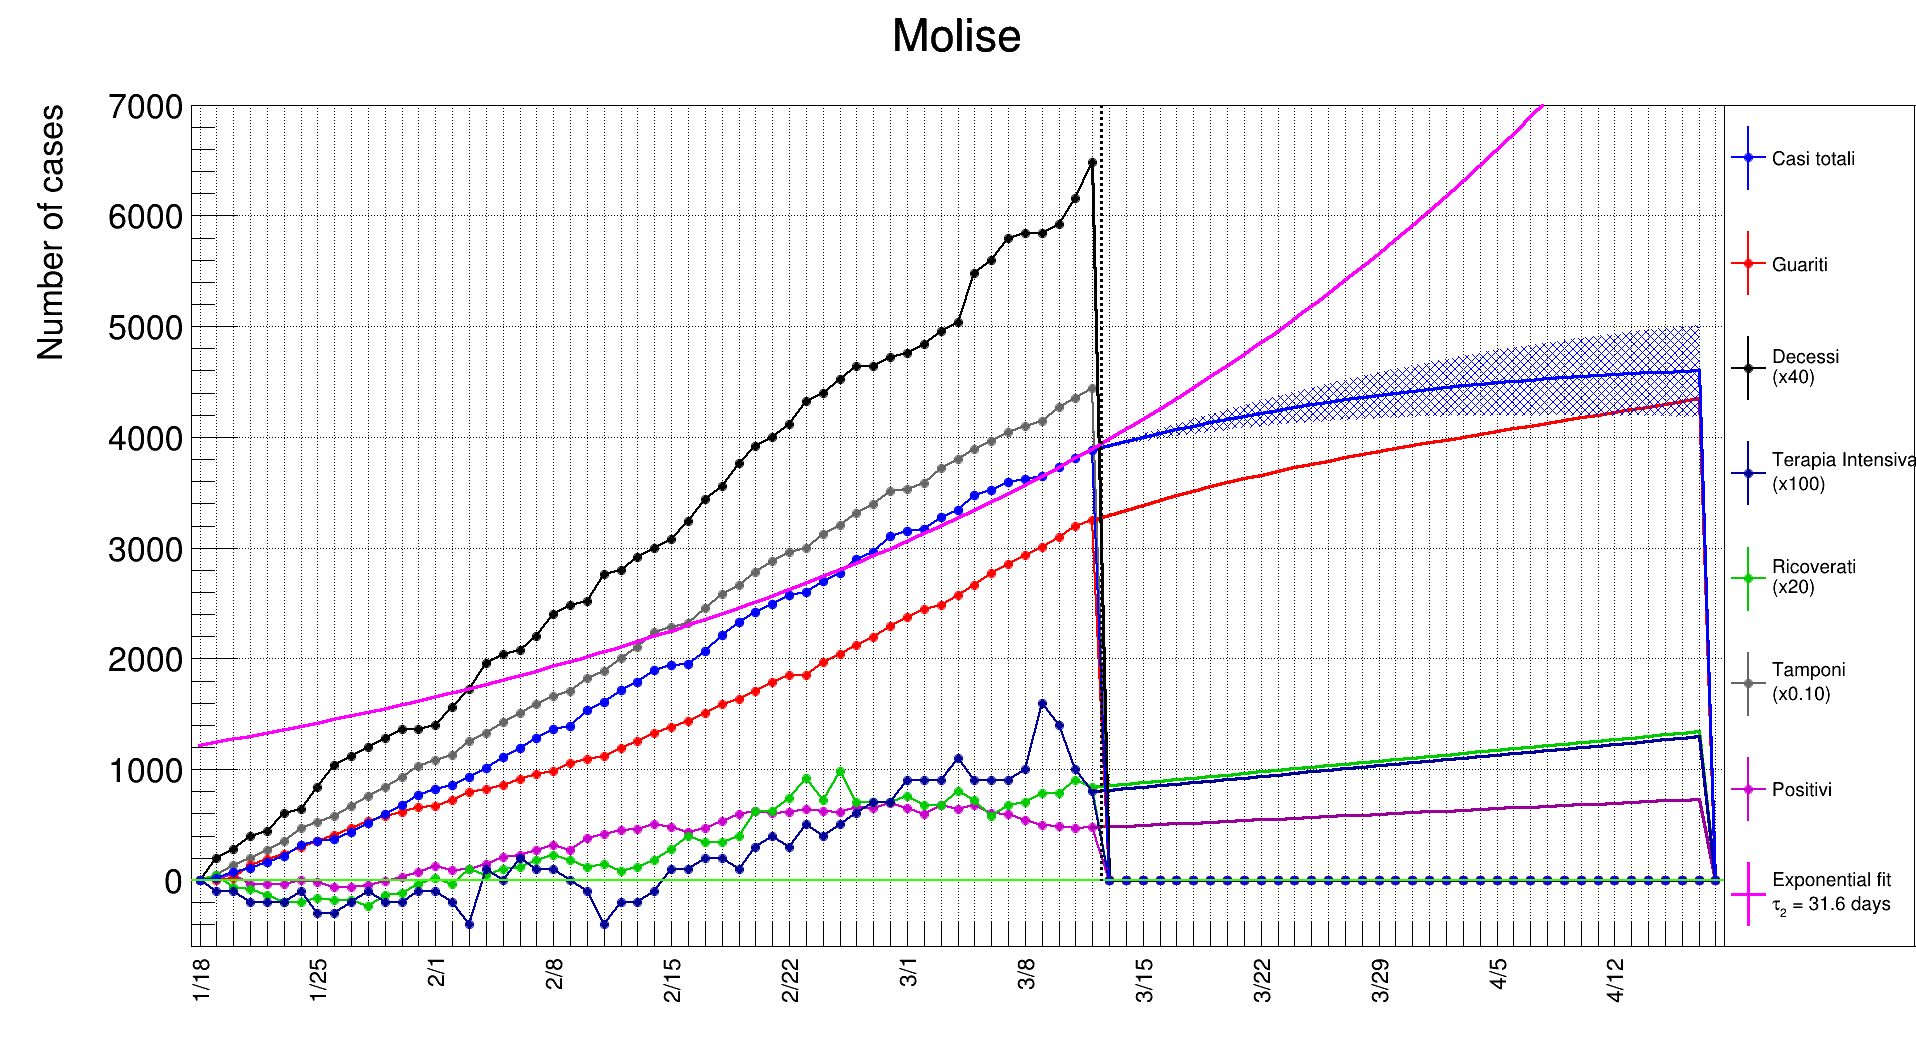 Molise
Number of cases
7000
6000
5000
4000
3000
2000
1000
0
1/18
1/25
2/1
2/8
2/15
2/22
3/1
3/8
3/15
3/22
3/29
4/5
4/12
Casi totali
Guariti
Decessi
(x40)
Terapia Intensiva
(x100)
Ricoverati
(x20)
Tamponi
(x0.10)
Positivi
Exponential fit
τ2 = 31.6 days